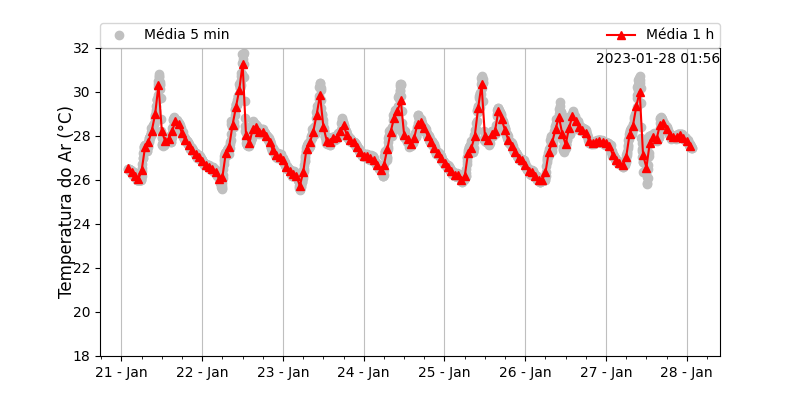 Média 5 min
Média 1 h
2023-01-28 01:56
Temperatura do Ar (°C)
32
30
28
26
24
22
20
18
21 - Jan
22 - Jan
23 - Jan
24 - Jan
25 - Jan
26 - Jan
27 - Jan
28 - Jan